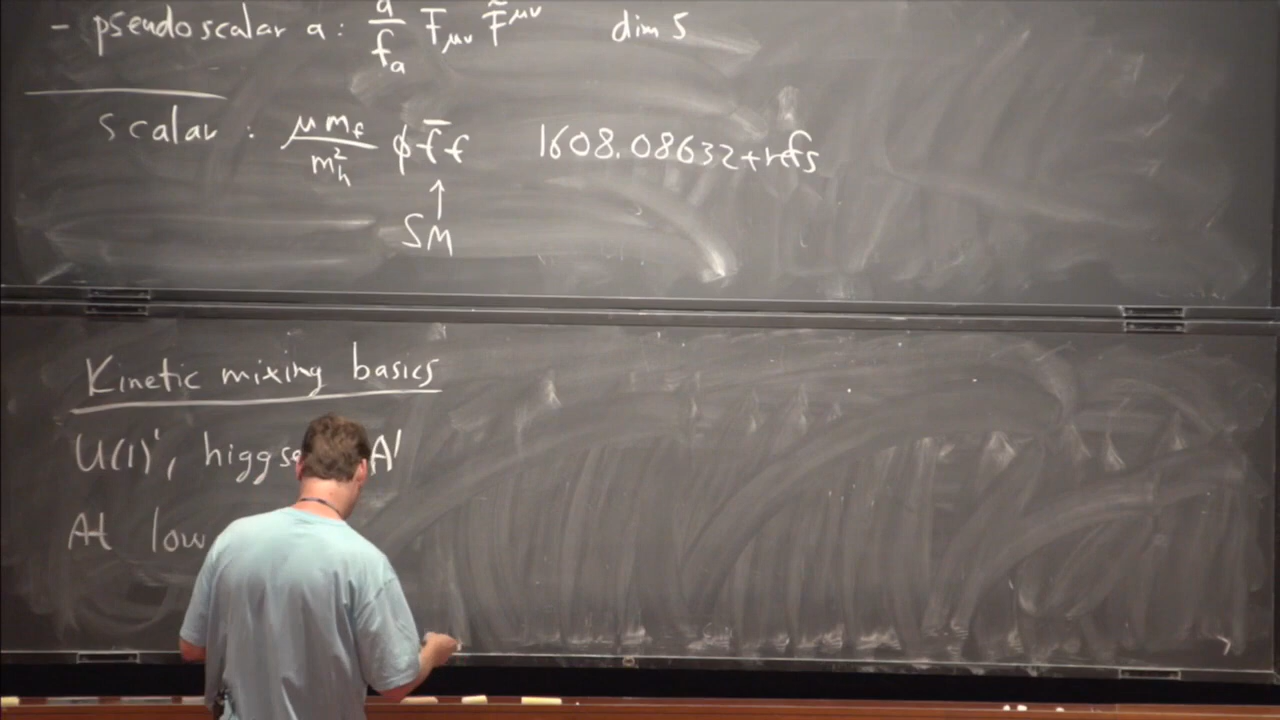 - pseudoscalar a: a/f_a F_μν F̃^μν dim 5
scalar : μ m_f / m_h^2 φ f̄ f 1608.08632 + refs
↑
SM
Kinetic mixing basics
U(1)', A'
At low